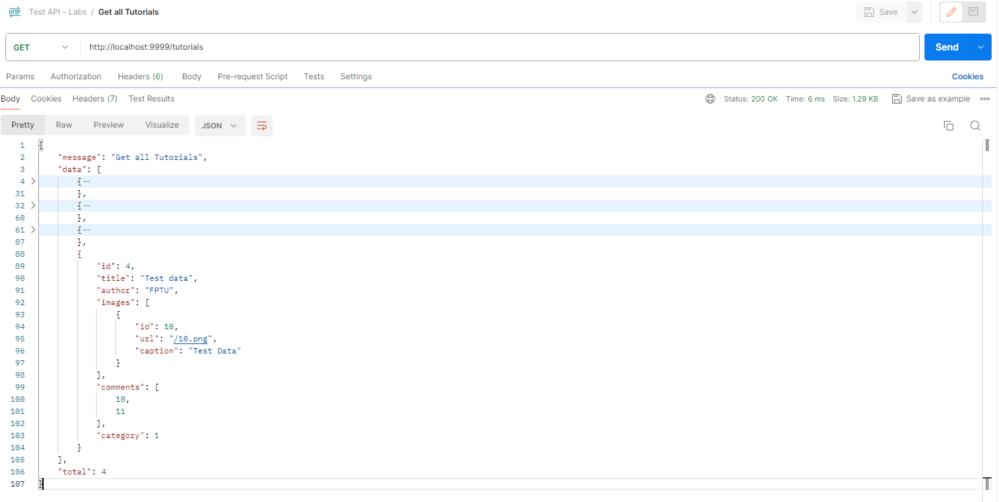 HTTP Test API - Labs / Get all Tutorials Save
GET http://localhost:9999/tutorials Send
Params Authorization Headers (6) Body Pre-request Script Tests Settings Cookies
Body Cookies Headers (7) Test Results Status: 200 OK Time: 6 ms Size: 1.29 KB Save as example
Pretty Raw Preview Visualize JSON
1 {
2 "message": "Get all Tutorials",
3 "data": [
4 { ...
31 },
32 { ...
60 },
61 { ...
87 },
88 {
89 "id": 4,
90 "title": "Test data",
91 "author": "FPTU",
92 "images": [
93 {
94 "id": 10,
95 "url": "/10.png",
96 "caption": "Test Data"
97 }
98 ],
99 "comments": [
100 10,
101 11
102 ],
103 "category": 1
104 }
105 ],
106 "total": 4
107 }